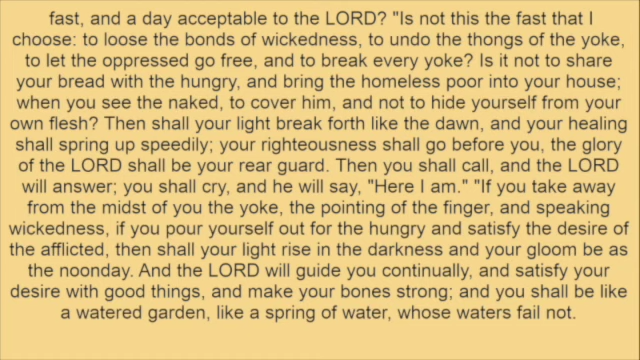 fast, and a day acceptable to the LORD? "Is not this the fast that I
choose: to loose the bonds of wickedness, to undo the thongs of the yoke,
to let the oppressed go free, and to break every yoke? Is it not to share
your bread with the hungry, and bring the homeless poor into your house;
when you see the naked, to cover him, and not to hide yourself from your
own flesh? Then shall your light break forth like the dawn, and your healing
shall spring up speedily; your righteousness shall go before you, the glory
of the LORD shall be your rear guard. Then you shall call, and the LORD
will answer; you shall cry, and he will say, "Here I am." "If you take away
from the midst of you the yoke, the pointing of the finger, and speaking
wickedness, if you pour yourself out for the hungry and satisfy the desire of
the afflicted, then shall your light rise in the darkness and your gloom be as
the noonday. And the LORD will guide you continually, and satisfy your
desire with good things, and make your bones strong; and you shall be like
a watered garden, like a spring of water, whose waters fail not.